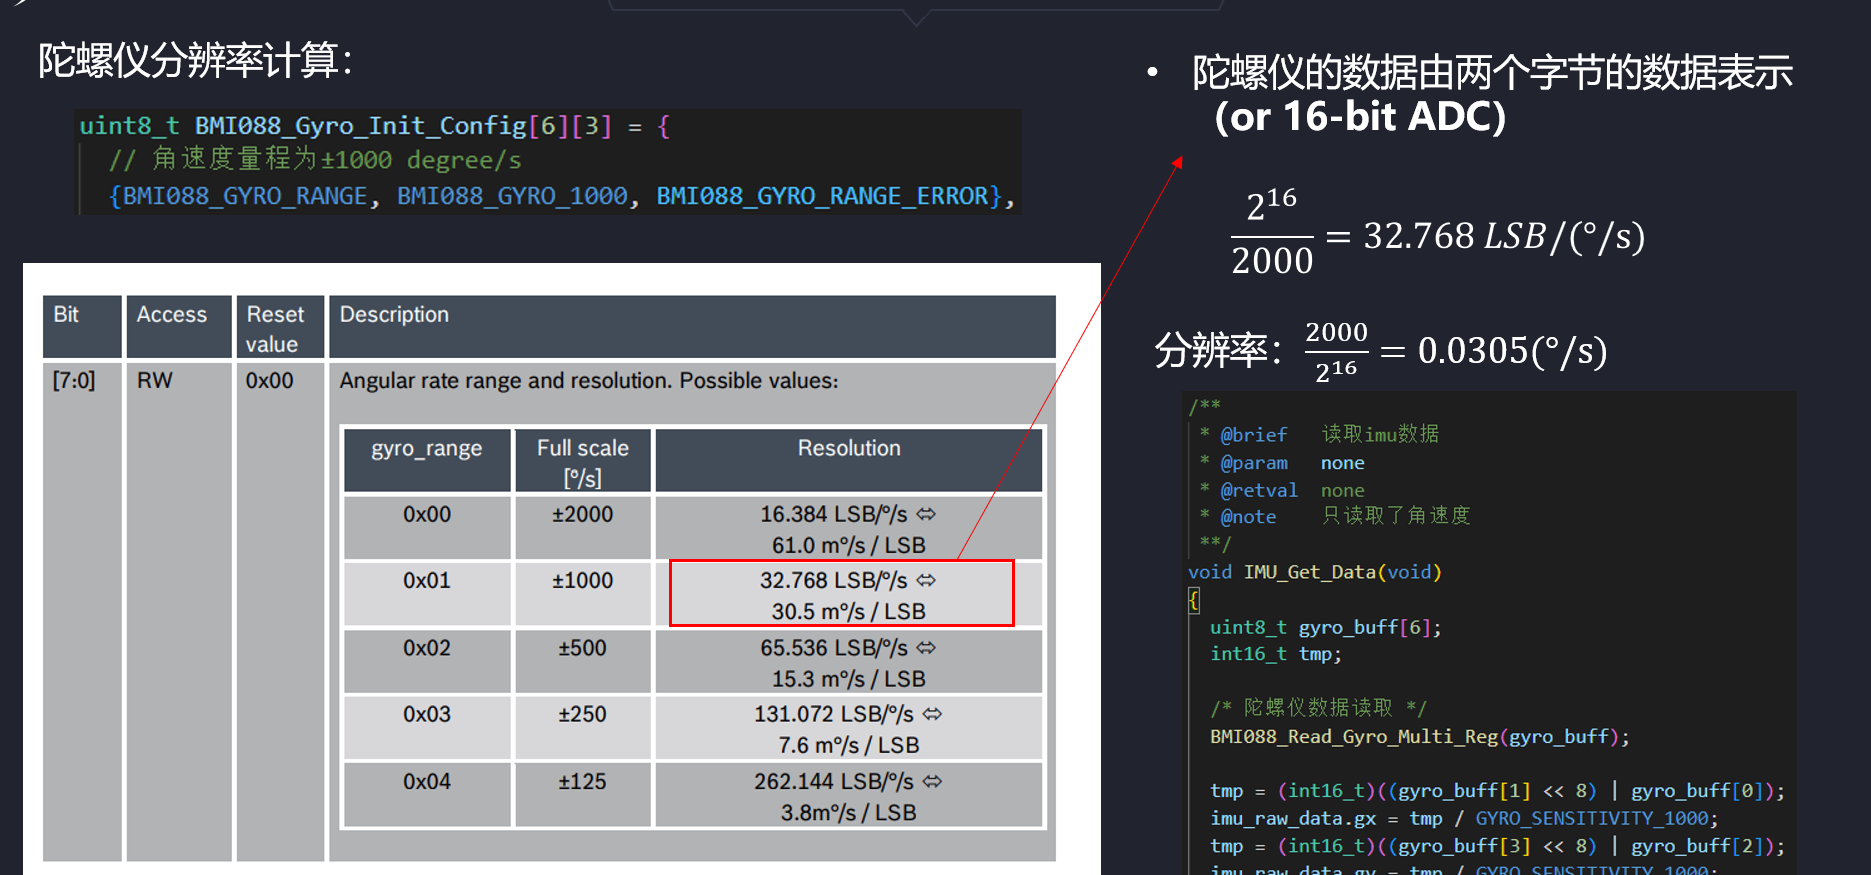 陀螺仪分辨率计算：
uint8_t BMI088_Gyro_Init_Config[6][3] = {
// 角速度量程为±1000 degree/s
{BMI088_GYRO_RANGE, BMI088_GYRO_1000, BMI088_GYRO_RANGE_ERROR},
Bit Access Reset value Description
[7:0] RW 0x00 Angular rate range and resolution. Possible values:
gyro_range Full scale [°/s] Resolution
0x00 ±2000 16.384 LSB/°/s ⇔
61.0 m°/s / LSB
0x01 ±1000 32.768 LSB/°/s ⇔
30.5 m°/s / LSB
0x02 ±500 65.536 LSB/°/s ⇔
15.3 m°/s / LSB
0x03 ±250 131.072 LSB/°/s ⇔
7.6 m°/s / LSB
0x04 ±125 262.144 LSB/°/s ⇔
3.8m°/s / LSB
• 陀螺仪的数据由两个字节的数据表示
（or 16-bit ADC）
2^16 / 2000 = 32.768 LSB/(°/s)
分辨率： 2000 / 2^16 = 0.0305(°/s)
/**
* @brief 读取imu数据
* @param none
* @retval none
* @note 只读取了角速度
**/
void IMU_Get_Data(void)
{
uint8_t gyro_buff[6];
int16_t tmp;
/* 陀螺仪数据读取 */
BMI088_Read_Gyro_Multi_Reg(gyro_buff);
tmp = (int16_t)((gyro_buff[1] << 8) | gyro_buff[0]);
imu_raw_data.gx = tmp / GYRO_SENSITIVITY_1000;
tmp = (int16_t)((gyro_buff[3] << 8) | gyro_buff[2]);
imu_raw_data.gy = tmp / GYRO_SENSITIVITY_1000;